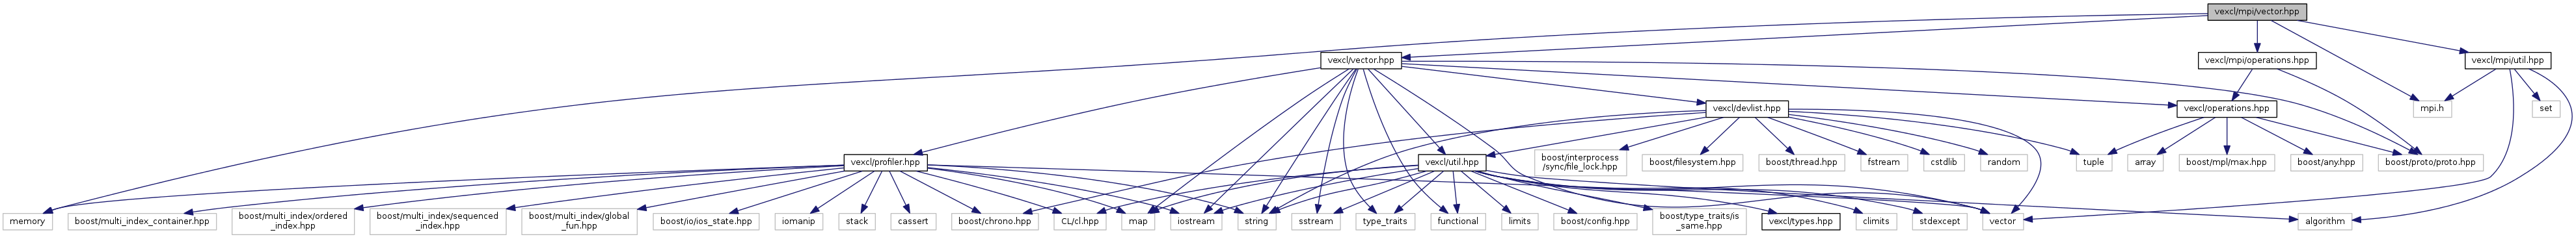 vexcl/mpi/vector.hpp
vexcl/vector.hpp
vexcl/mpi/operations.hpp
vexcl/mpi/util.hpp
vexcl/devlist.hpp
vexcl/operations.hpp
mpi.h
set
vexcl/profiler.hpp
vexcl/util.hpp
boost/interprocess
/sync/file_lock.hpp
boost/filesystem.hpp
boost/thread.hpp
fstream
cstdlib
random
tuple
array
boost/mpl/max.hpp
boost/any.hpp
boost/proto/proto.hpp
memory
boost/multi_index_container.hpp
boost/multi_index/ordered
_index.hpp
boost/multi_index/sequenced
_index.hpp
boost/multi_index/global
_fun.hpp
boost/io/ios_state.hpp
iomanip
stack
cassert
boost/chrono.hpp
CL/cl.hpp
map
iostream
string
sstream
type_traits
functional
limits
boost/config.hpp
boost/type_traits/is
_same.hpp
vexcl/types.hpp
climits
stdexcept
vector
algorithm